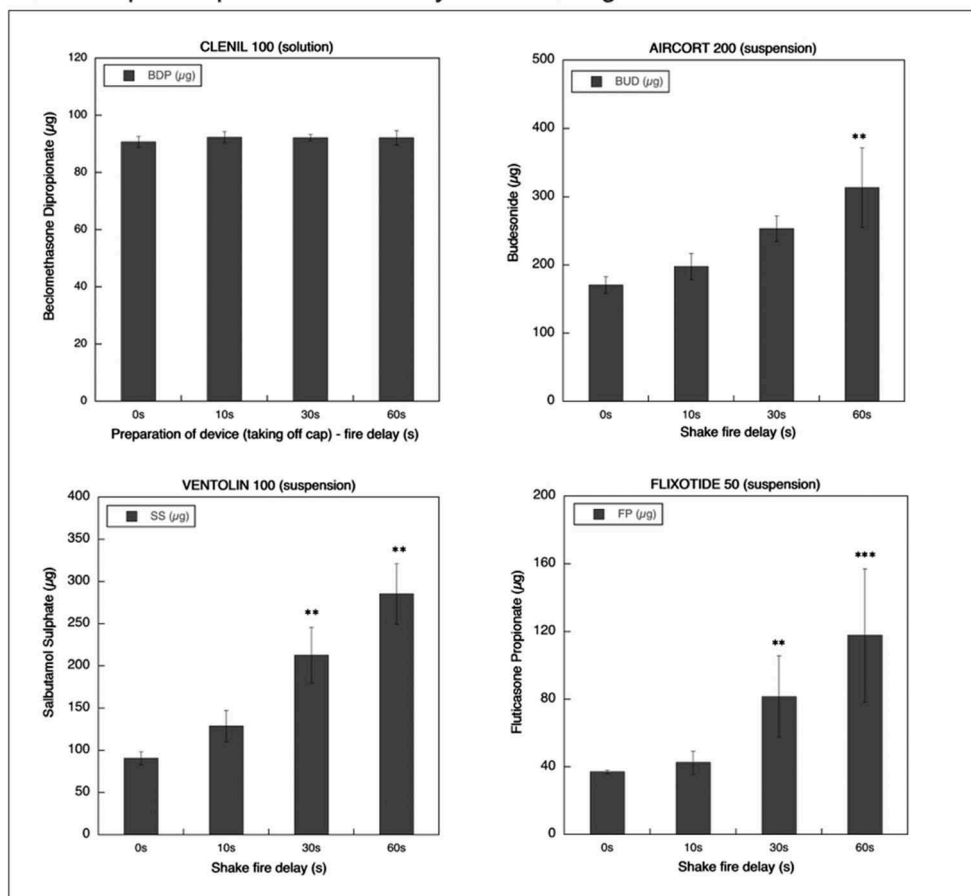 CLENIL 100 (solution)
BDP (µg)
Beclomethasone Dipropionate (µg)
120
100
80
60
40
20
0
0s 10s 30s 60s
Preparation of device (taking off cap) - fire delay (s)
AIRCORT 200 (suspension)
BUD (µg)
Budesonide (µg)
500
400
300
200
100
0
**
0s 10s 30s 60s
Shake fire delay (s)
VENTOLIN 100 (suspension)
SS (µg)
Salbutamol Sulphate (µg)
400
350
300
250
200
150
100
50
0
**
**
0s 10s 30s 60s
Shake fire delay (s)
FLIXOTIDE 50 (suspension)
FP (µg)
Fluticasone Propionate (µg)
200
160
120
80
40
0
***
**
0s 10s 30s 60s
Shake fire delay (s)